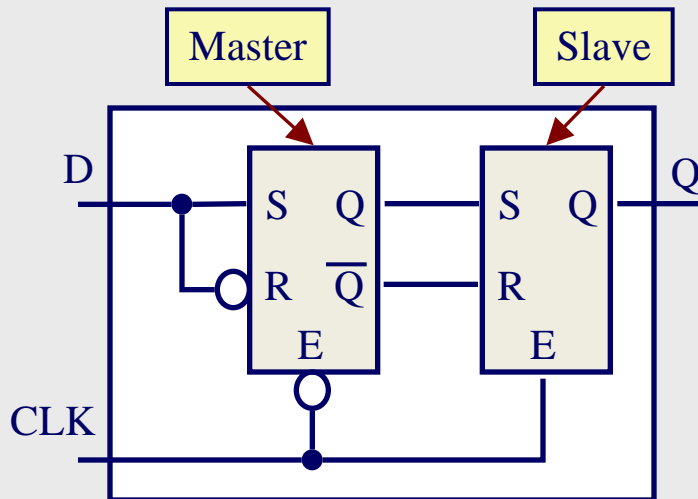 Master Slave
D Q
S Q S Q
R Q̅ R
E E
CLK